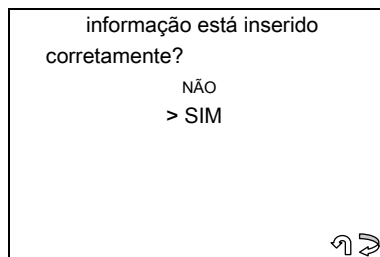 informação está inserido
corretamente?
NÃO
> SIM